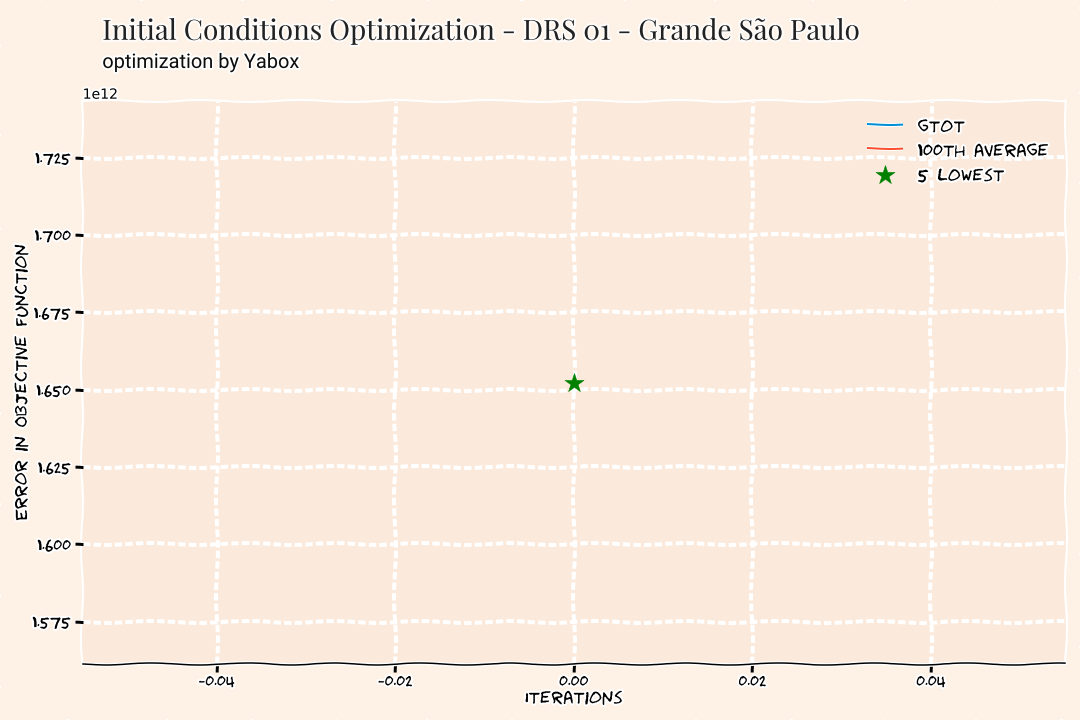 Initial Conditions Optimization - DRS 01 - Grande São Paulo
optimization by Yabox
1e12
GTOT
100TH AVERAGE
5 LOWEST
1.725
1.700
1.675
1.650
1.625
1.600
1.575
ERROR IN OBJECTIVE FUNCTION
-0.04 -0.02 0.00 0.02 0.04
ITERATIONS